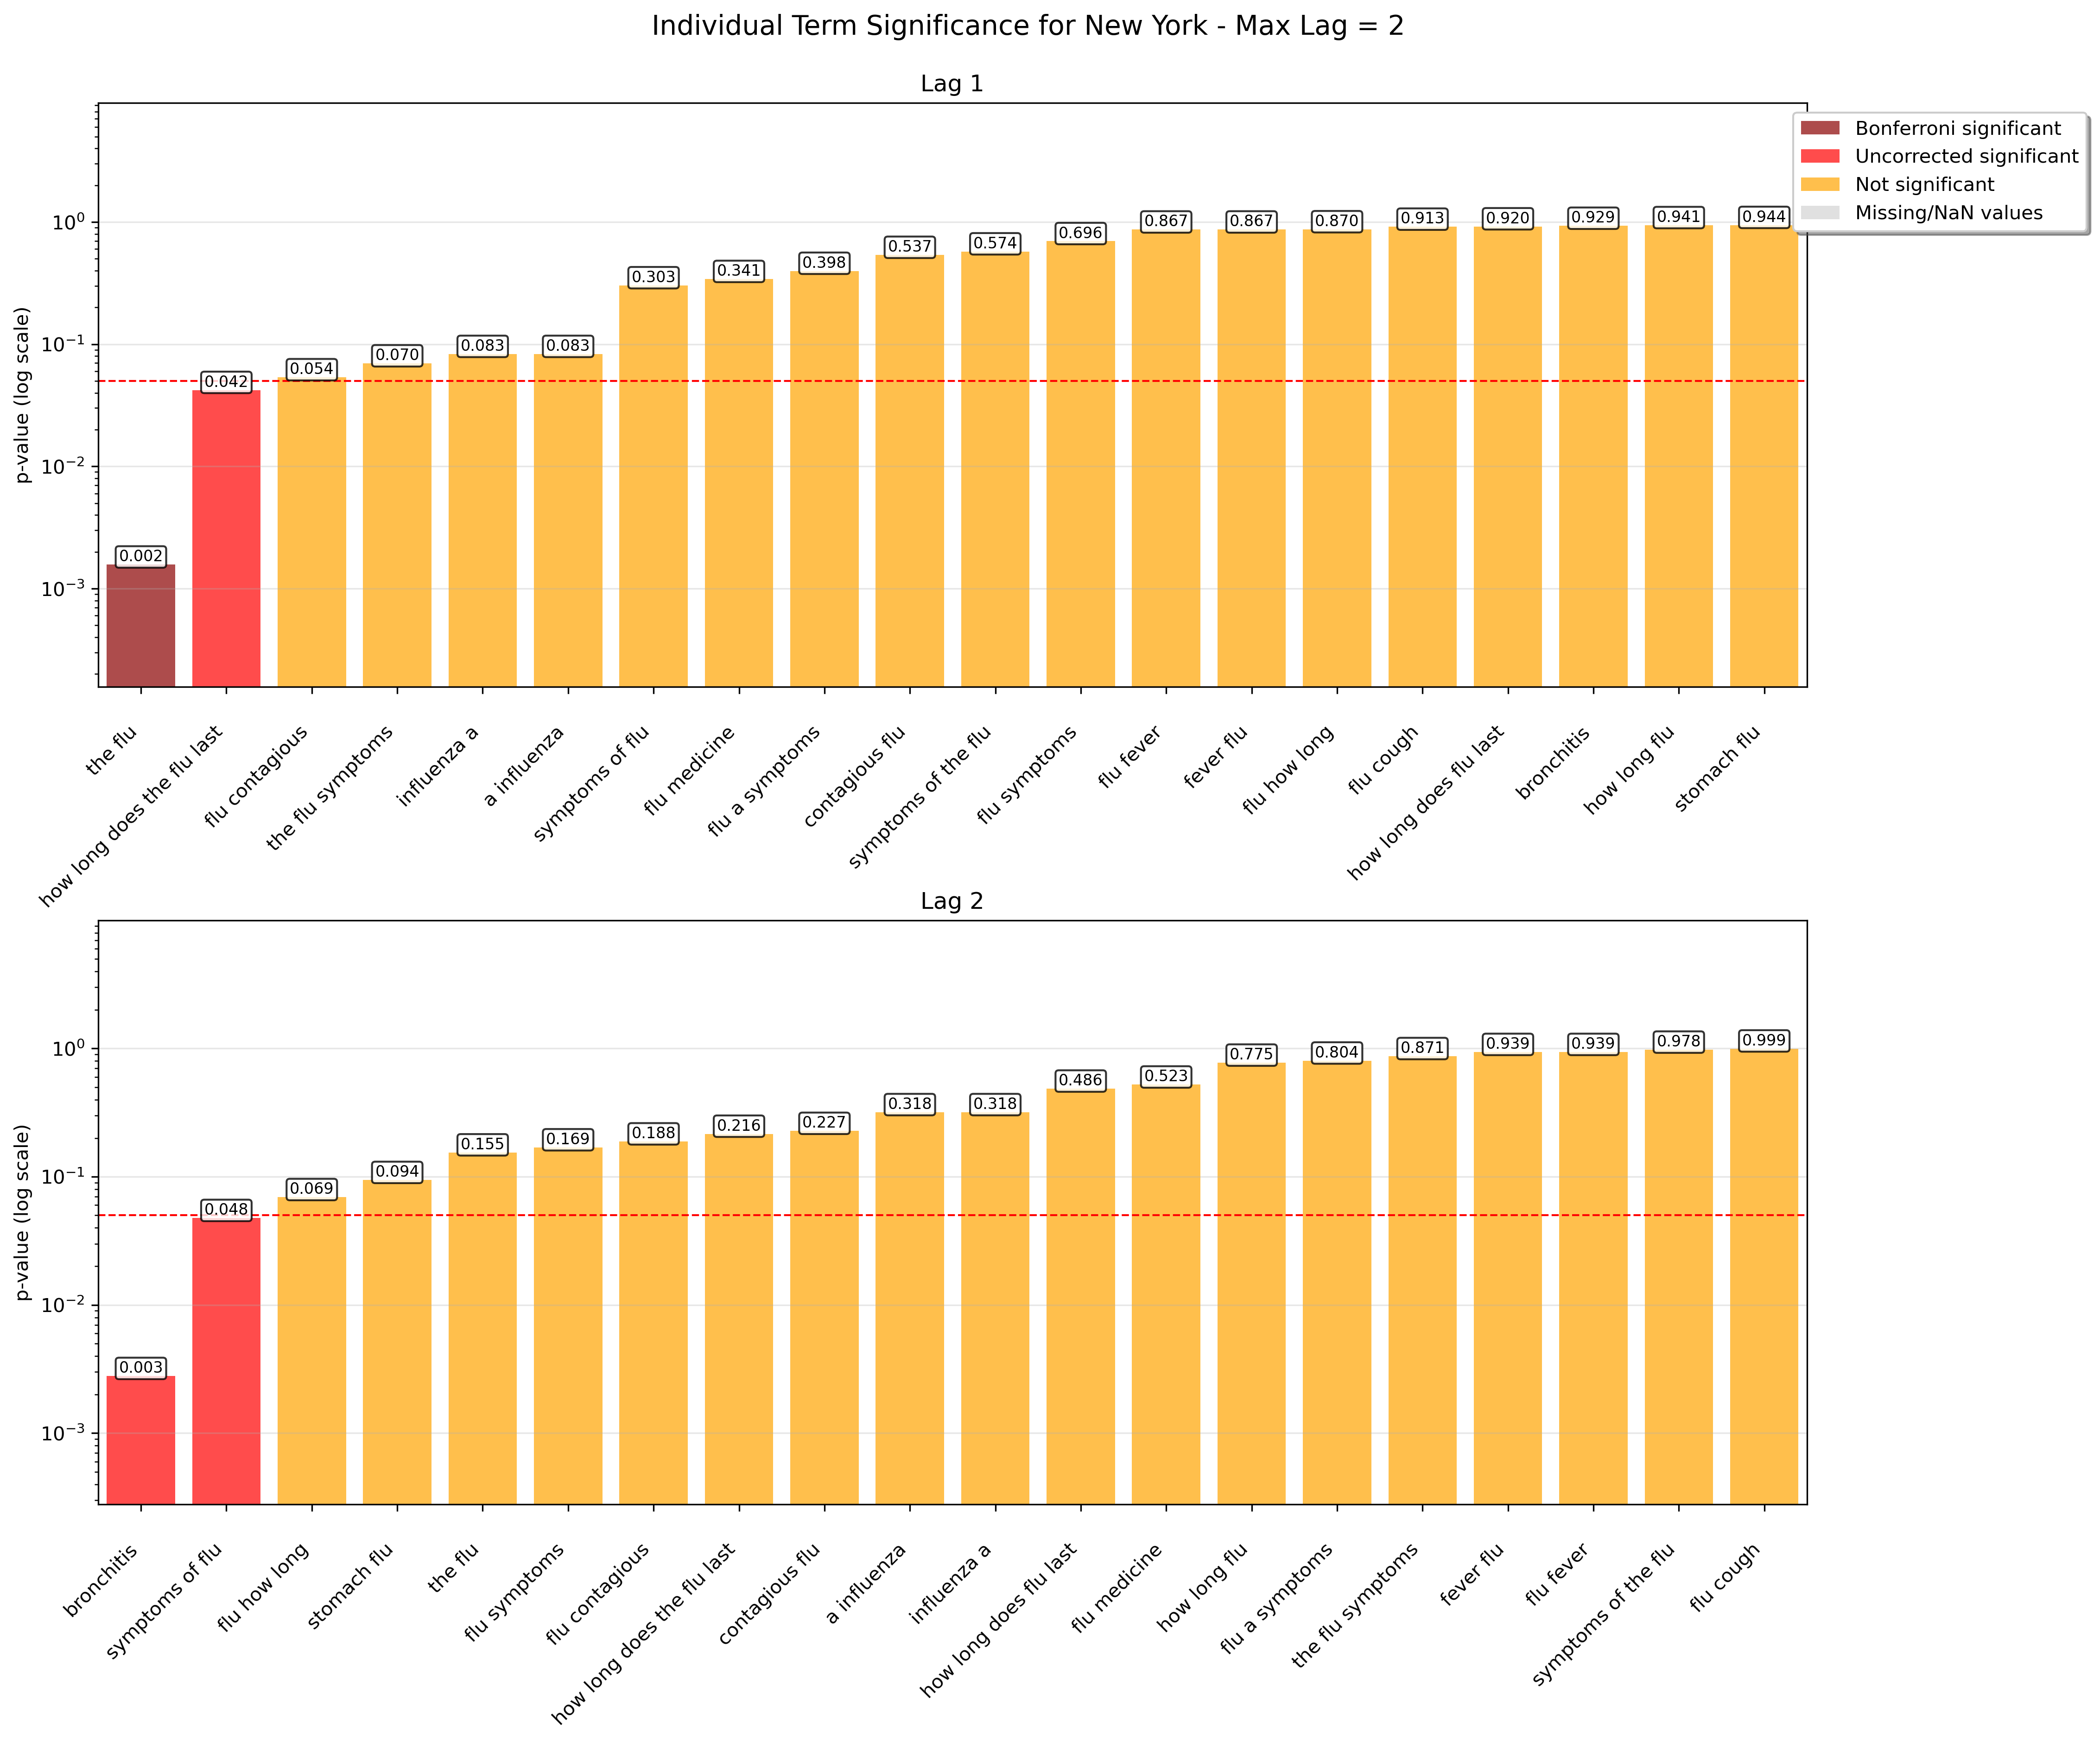 Individual Term Significance for New York - Max Lag = 2
Lag 1
Bonferroni significant
Uncorrected significant
Not significant
Missing/NaN values
p-value (log scale)
10⁰
10⁻¹
10⁻²
10⁻³
0.002
0.042
0.054
0.070
0.083
0.083
0.303
0.341
0.398
0.537
0.574
0.696
0.867
0.867
0.870
0.913
0.920
0.929
0.941
0.944
the flu
how long does the flu last
flu contagious
the flu symptoms
influenza a
a influenza
symptoms of flu
flu medicine
flu a symptoms
contagious flu
symptoms of the flu
flu symptoms
flu fever
fever flu
flu how long
flu cough
how long does flu last
bronchitis
how long flu
stomach flu
Lag 2
p-value (log scale)
10⁰
10⁻¹
10⁻²
10⁻³
0.003
0.048
0.069
0.094
0.155
0.169
0.188
0.216
0.227
0.318
0.318
0.486
0.523
0.775
0.804
0.871
0.939
0.939
0.978
0.999
bronchitis
symptoms of flu
flu how long
stomach flu
the flu
flu symptoms
flu contagious
how long does the flu last
contagious flu
a influenza
influenza a
how long does flu last
flu medicine
how long flu
flu a symptoms
the flu symptoms
fever flu
flu fever
symptoms of the flu
flu cough